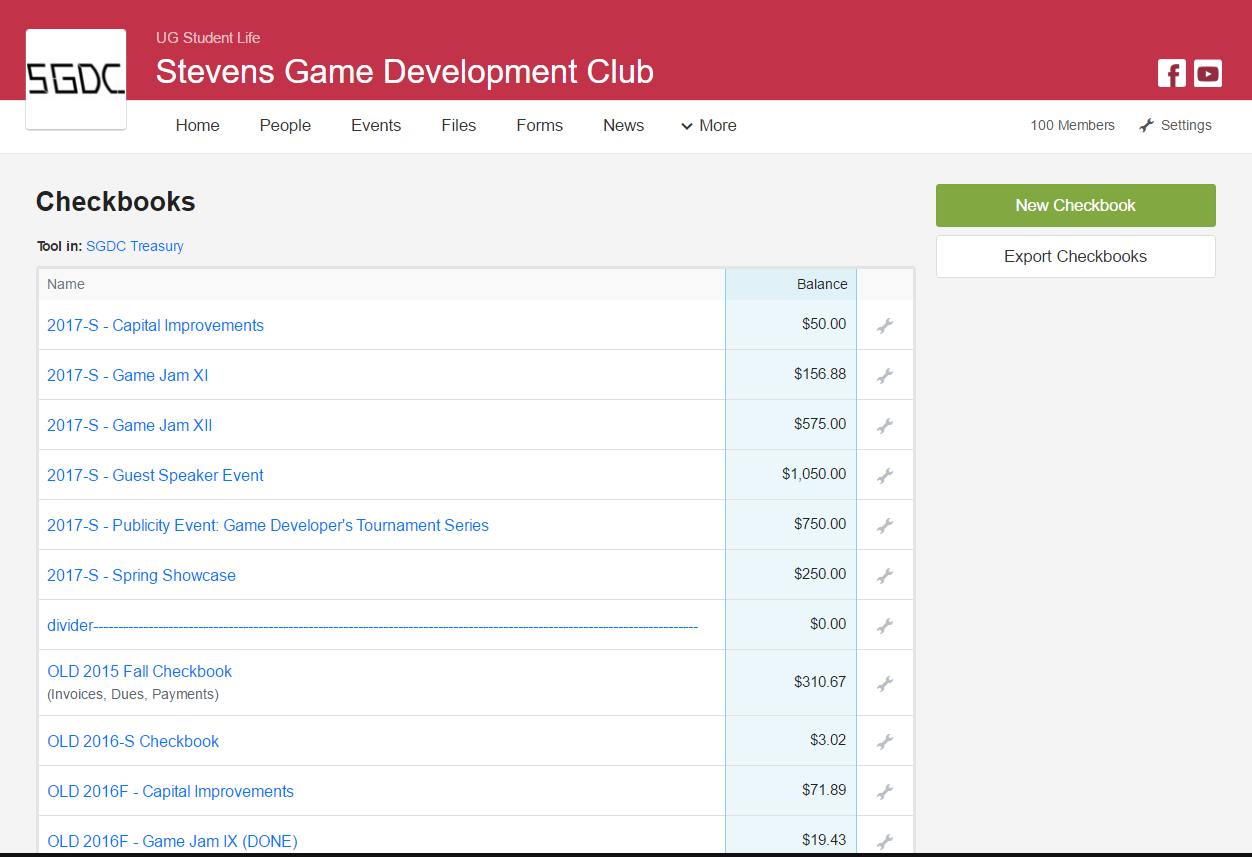 UG Student Life
Stevens Game Development Club
SGDC
Home People Events Files Forms News More 100 Members Settings
Checkbooks
New Checkbook
Tool in: SGDC Treasury
Export Checkbooks
Name Balance
2017-S - Capital Improvements $50.00
2017-S - Game Jam XI $156.88
2017-S - Game Jam XII $575.00
2017-S - Guest Speaker Event $1,050.00
2017-S - Publicity Event: Game Developer's Tournament Series $750.00
2017-S - Spring Showcase $250.00
divider------------------------------------------------------------------------------------------------------------------------- $0.00
OLD 2015 Fall Checkbook
(Invoices, Dues, Payments) $310.67
OLD 2016-S Checkbook $3.02
OLD 2016F - Capital Improvements $71.89
OLD 2016F - Game Jam IX (DONE) $19.43